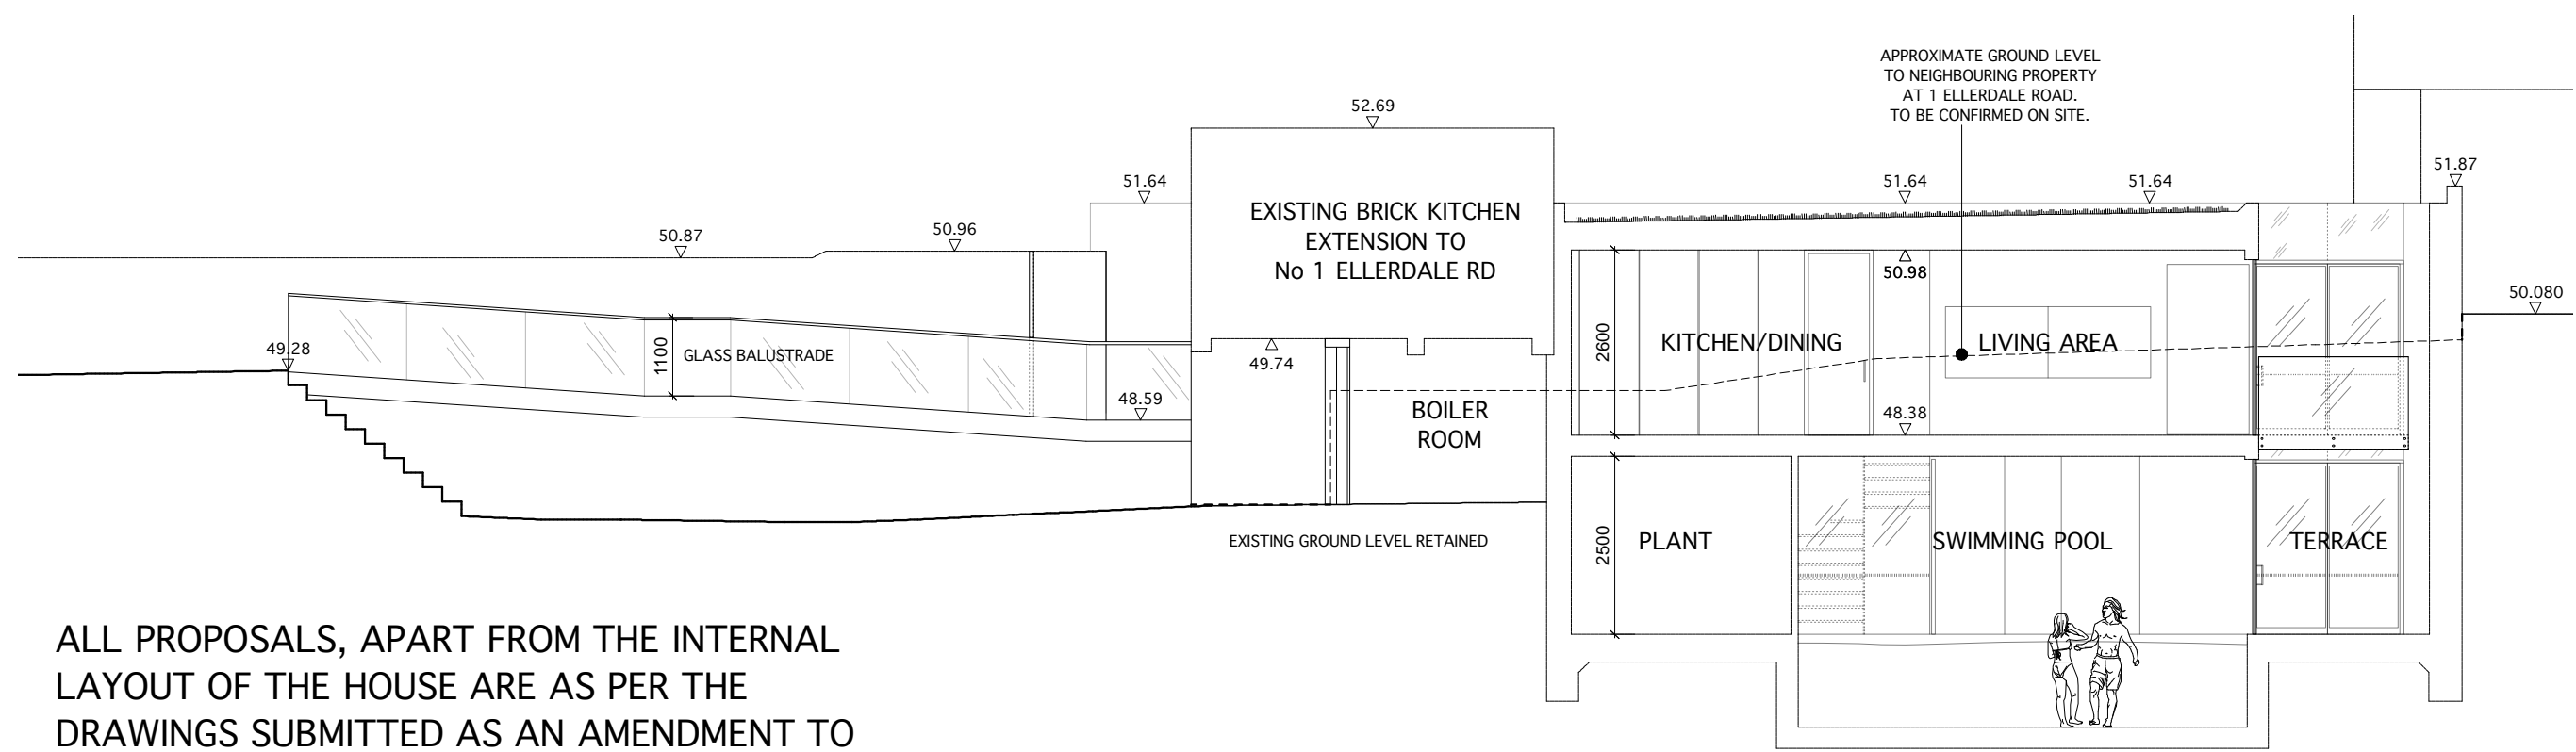 APPROXIMATE GROUND LEVEL
TO NEIGHBOURING PROPERTY
AT 1 ELLERDALE ROAD.
TO BE CONFIRMED ON SITE.
52.69
51.87
51.64
51.64
51.64
EXISTING BRICK KITCHEN
EXTENSION TO
No 1 ELLERDALE RD
50.87
50.96
50.98
50.080
49.28
1100
GLASS BALUSTRADE
49.74
2600
KITCHEN/DINING
LIVING AREA
48.59
BOILER
ROOM
48.38
EXISTING GROUND LEVEL RETAINED
2500
PLANT
SWIMMING POOL
TERRACE
ALL PROPOSALS, APART FROM THE INTERNAL
LAYOUT OF THE HOUSE ARE AS PER THE
DRAWINGS SUBMITTED AS AN AMENDMENT TO